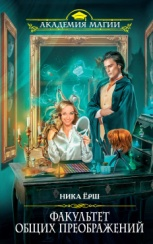 АКАДЕМИЯ МАГИИ
НИКА ЁРШ
ФАКУЛЬТЕТ
ОБЩИХ ПРЕОБРАЖЕНИЙ